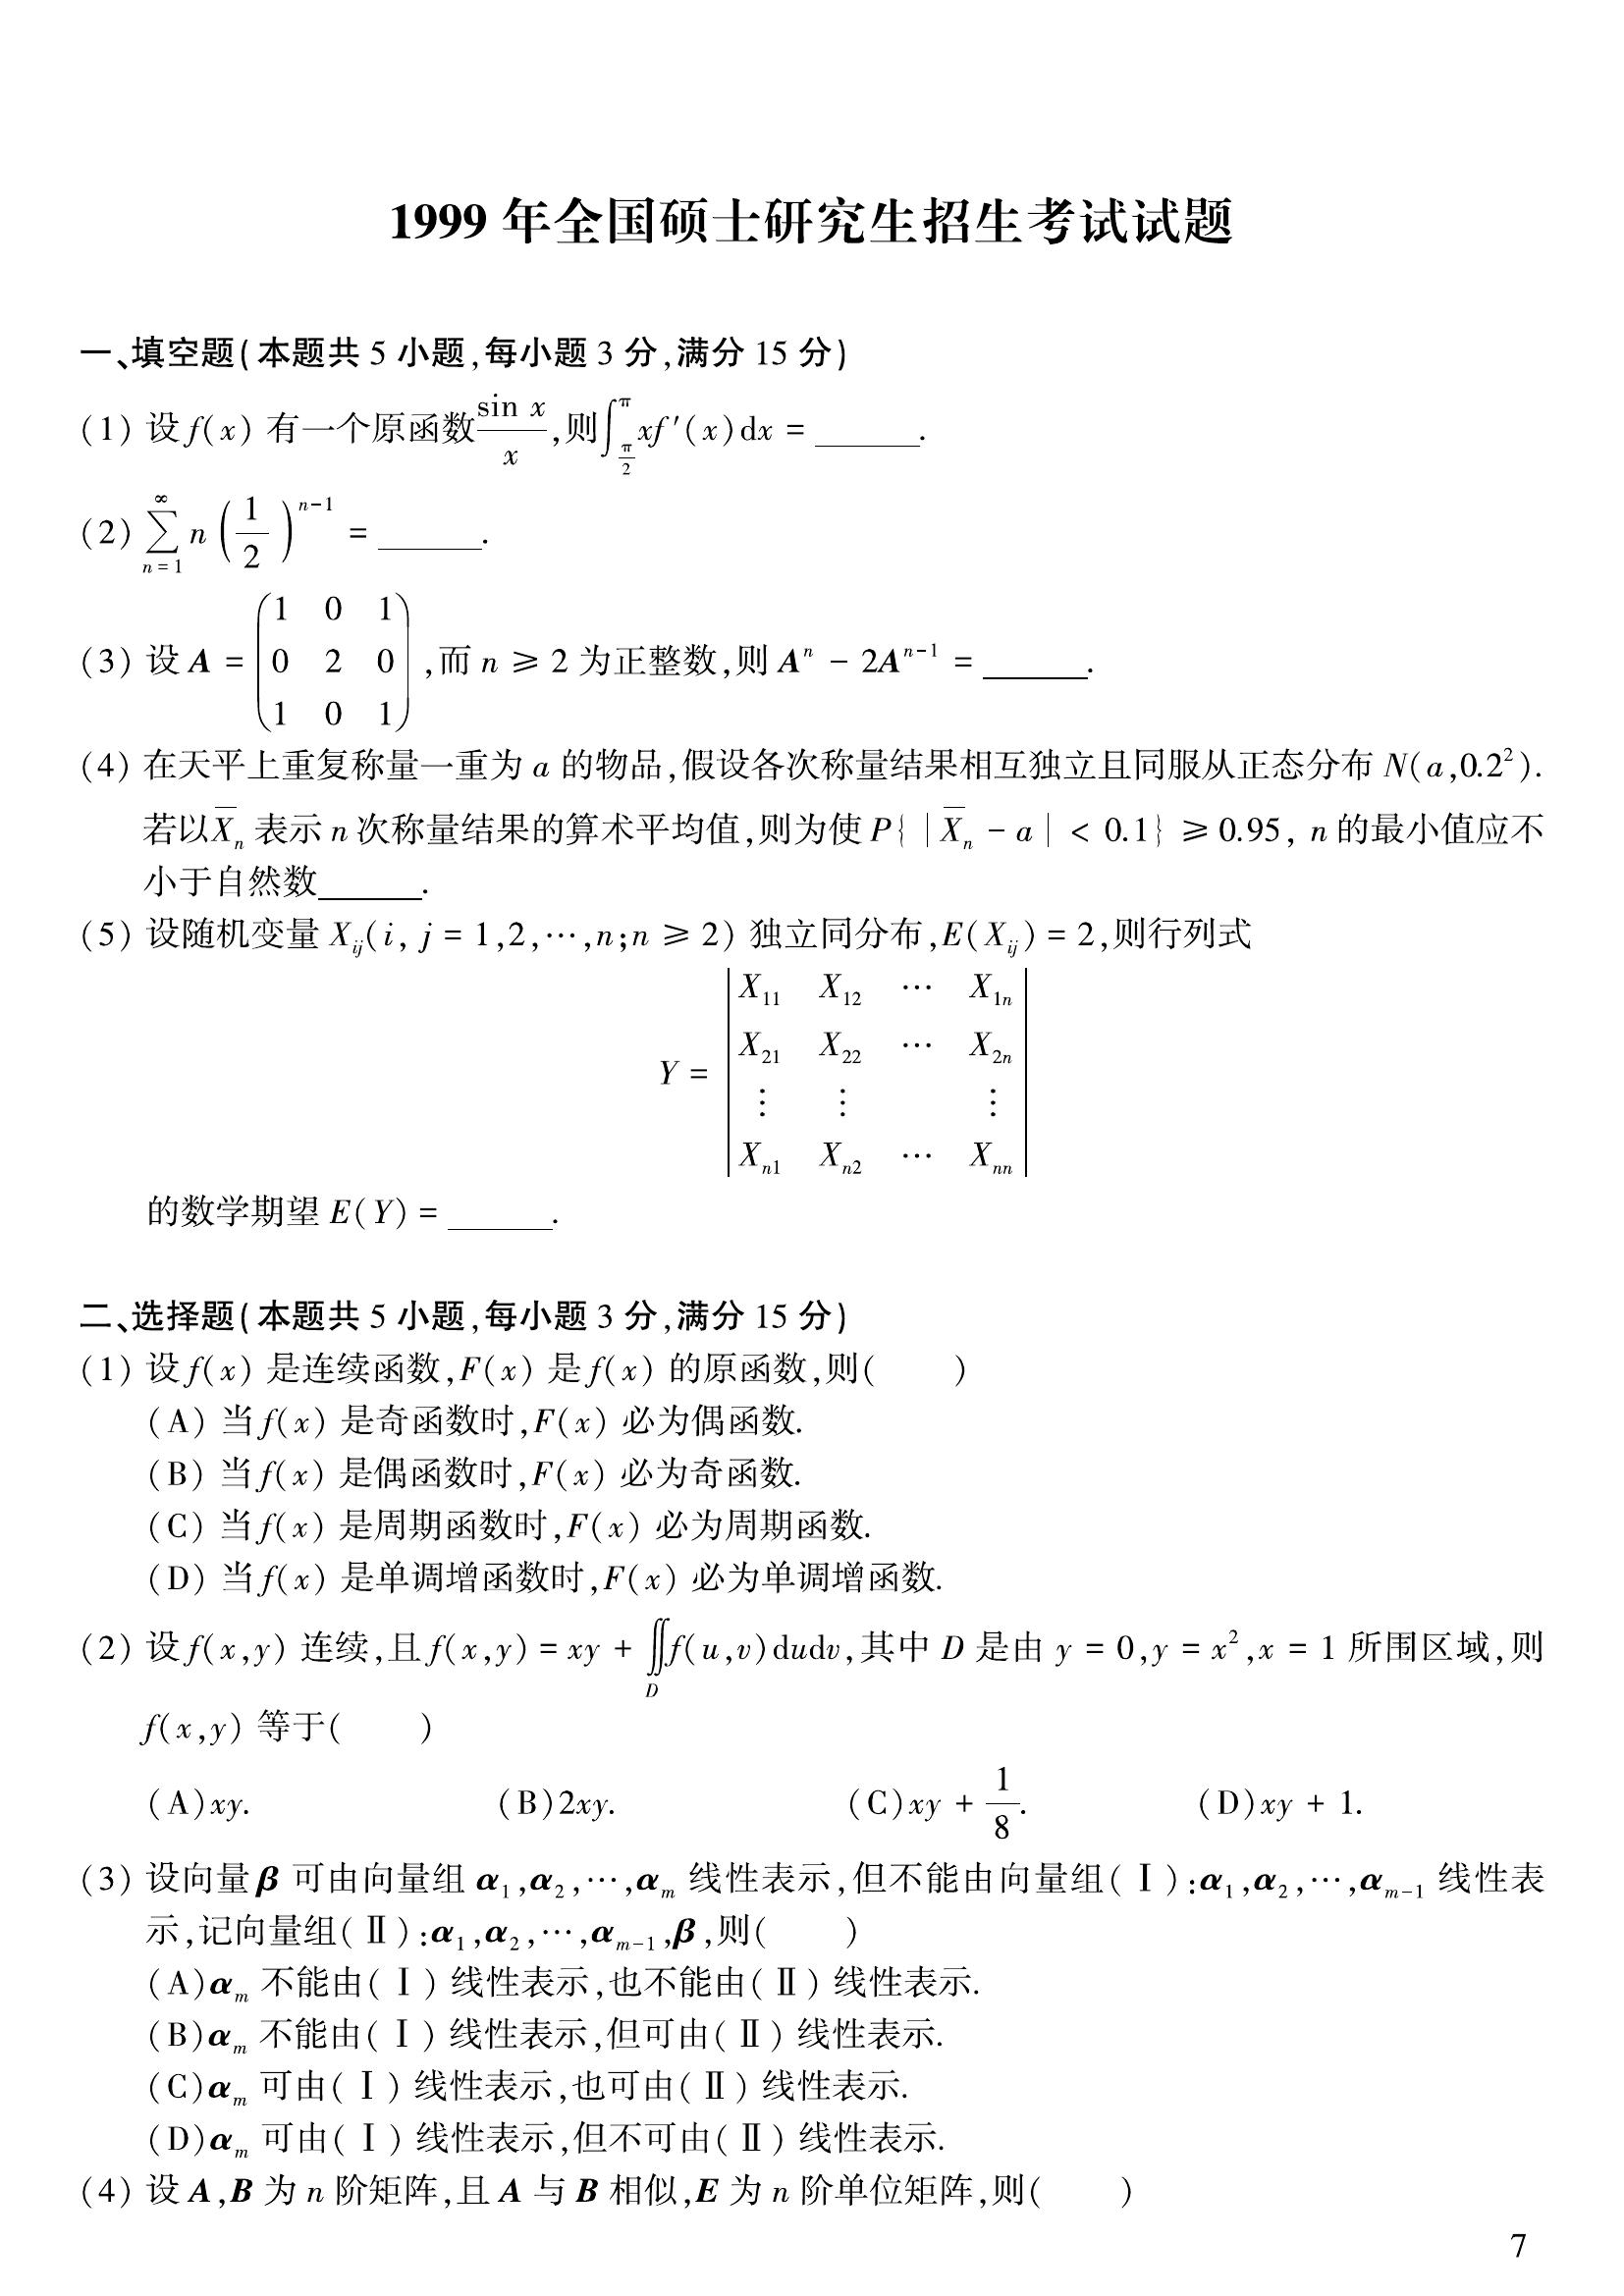 1999 年全国硕士研究生招生考试试题
一、填空题(本题共 5 小题,每小题 3 分,满分 15 分)
(1) 设 f(x) 有一个原函数 $\frac{\sin x}{x}$,则 $\int_{\frac{\pi}{2}}^{\pi} xf'(x)\mathrm{d}x$ = ______.
(2) $\sum_{n=1}^{\infty} n\left(\frac{1}{2}\right)^{n-1}$ = ______.
(3) 设 $\boldsymbol{A} = \begin{pmatrix} 1 & 0 & 1 \\ 0 & 2 & 0 \\ 1 & 0 & 1 \end{pmatrix}$,而 n ≥ 2 为正整数,则 $\boldsymbol{A}^n - 2\boldsymbol{A}^{n-1}$ = ______.
(4) 在天平上重复称量一重为 a 的物品,假设各次称量结果相互独立且同服从正态分布 $N(a,0.2^2)$.
若以 $\overline{X}_n$ 表示 n 次称量结果的算术平均值,则为使 $P\{|\overline{X}_n - a| < 0.1\} ≥ 0.95$, n 的最小值应不
小于自然数______.
(5) 设随机变量 $X_{ij}(i, j = 1,2,\cdots,n;n ≥ 2)$ 独立同分布,$E(X_{ij}) = 2$,则行列式
$Y = \begin{vmatrix} X_{11} & X_{12} & \cdots & X_{1n} \\ X_{21} & X_{22} & \cdots & X_{2n} \\ \vdots & \vdots & & \vdots \\ X_{n1} & X_{n2} & \cdots & X_{nn} \end{vmatrix}$
的数学期望 E(Y) = ______.
二、选择题(本题共 5 小题,每小题 3 分,满分 15 分)
(1) 设 f(x) 是连续函数,F(x) 是 f(x) 的原函数,则(  )
(A) 当 f(x) 是奇函数时,F(x) 必为偶函数.
(B) 当 f(x) 是偶函数时,F(x) 必为奇函数.
(C) 当 f(x) 是周期函数时,F(x) 必为周期函数.
(D) 当 f(x) 是单调增函数时,F(x) 必为单调增函数.
(2) 设 f(x,y) 连续,且 $f(x,y) = xy + \iint_D f(u,v)\mathrm{d}u\mathrm{d}v$,其中 D 是由 $y = 0,y = x^2,x = 1$ 所围区域,则
f(x,y) 等于(  )
(A)xy. (B)2xy. (C)xy + $\frac{1}{8}$. (D)xy + 1.
(3) 设向量 $\boldsymbol{\beta}$ 可由向量组 $\boldsymbol{\alpha}_1,\boldsymbol{\alpha}_2,\cdots,\boldsymbol{\alpha}_m$ 线性表示,但不能由向量组(Ⅰ):$\boldsymbol{\alpha}_1,\boldsymbol{\alpha}_2,\cdots,\boldsymbol{\alpha}_{m-1}$ 线性表
示,记向量组(Ⅱ):$\boldsymbol{\alpha}_1,\boldsymbol{\alpha}_2,\cdots,\boldsymbol{\alpha}_{m-1},\boldsymbol{\beta}$,则(  )
(A)$\boldsymbol{\alpha}_m$ 不能由(Ⅰ) 线性表示,也不能由(Ⅱ) 线性表示.
(B)$\boldsymbol{\alpha}_m$ 不能由(Ⅰ) 线性表示,但可由(Ⅱ) 线性表示.
(C)$\boldsymbol{\alpha}_m$ 可由(Ⅰ) 线性表示,也可由(Ⅱ) 线性表示.
(D)$\boldsymbol{\alpha}_m$ 可由(Ⅰ) 线性表示,但不可由(Ⅱ) 线性表示.
(4) 设 $\boldsymbol{A},\boldsymbol{B}$ 为 n 阶矩阵,且 $\boldsymbol{A}$ 与 $\boldsymbol{B}$ 相似,$\boldsymbol{E}$ 为 n 阶单位矩阵,则(  )
7